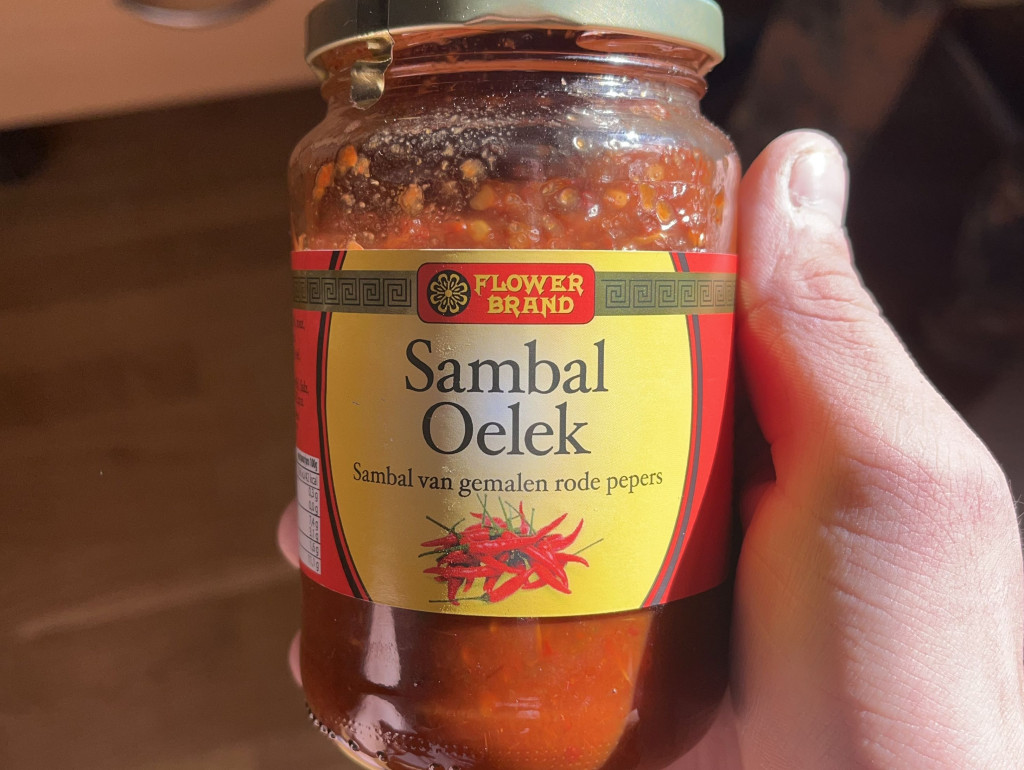 FLOWER
BRAND
Sambal
Oelek
Sambal van gemalen rode pepers